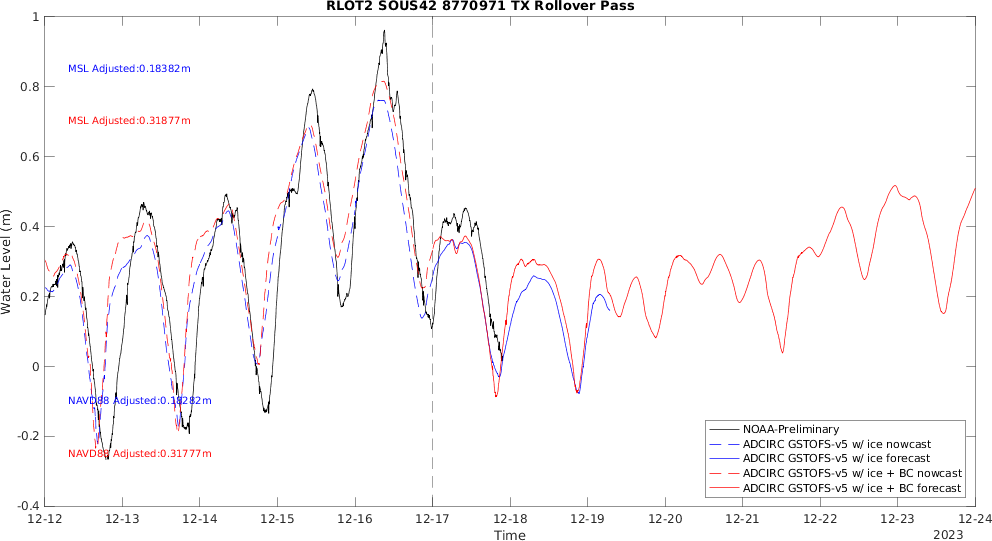 RLOT2 SOUS42 8770971 TX Rollover Pass
1
0.8
0.6
0.4
0.2
0
-0.2
-0.4
Water Level (m)
MSL Adjusted:0.18382m
MSL Adjusted:0.31877m
NAVD88 Adjusted:0.18282m
NAVD88 Adjusted:0.31777m
NOAA-Preliminary
ADCIRC GSTOFS-v5 w/ ice nowcast
ADCIRC GSTOFS-v5 w/ ice forecast
ADCIRC GSTOFS-v5 w/ ice + BC nowcast
ADCIRC GSTOFS-v5 w/ ice + BC forecast
12-12 12-13 12-14 12-15 12-16 12-17 12-18 12-19 12-20 12-21 12-22 12-23 12-24
Time
2023